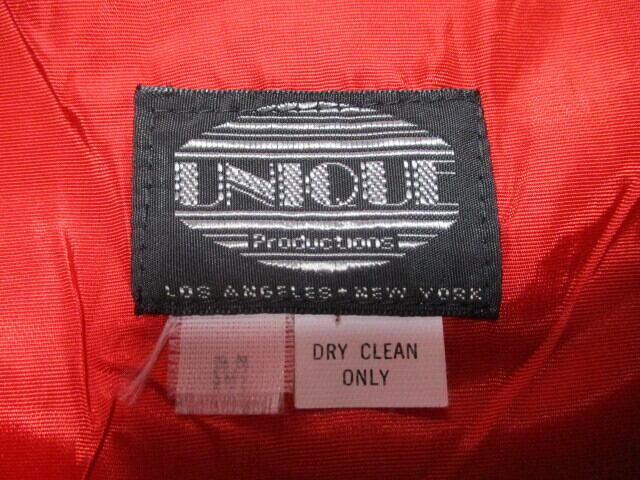 UNIQUE
Productions
LOS ANGELES • NEW YORK
M
DRY CLEAN
ONLY